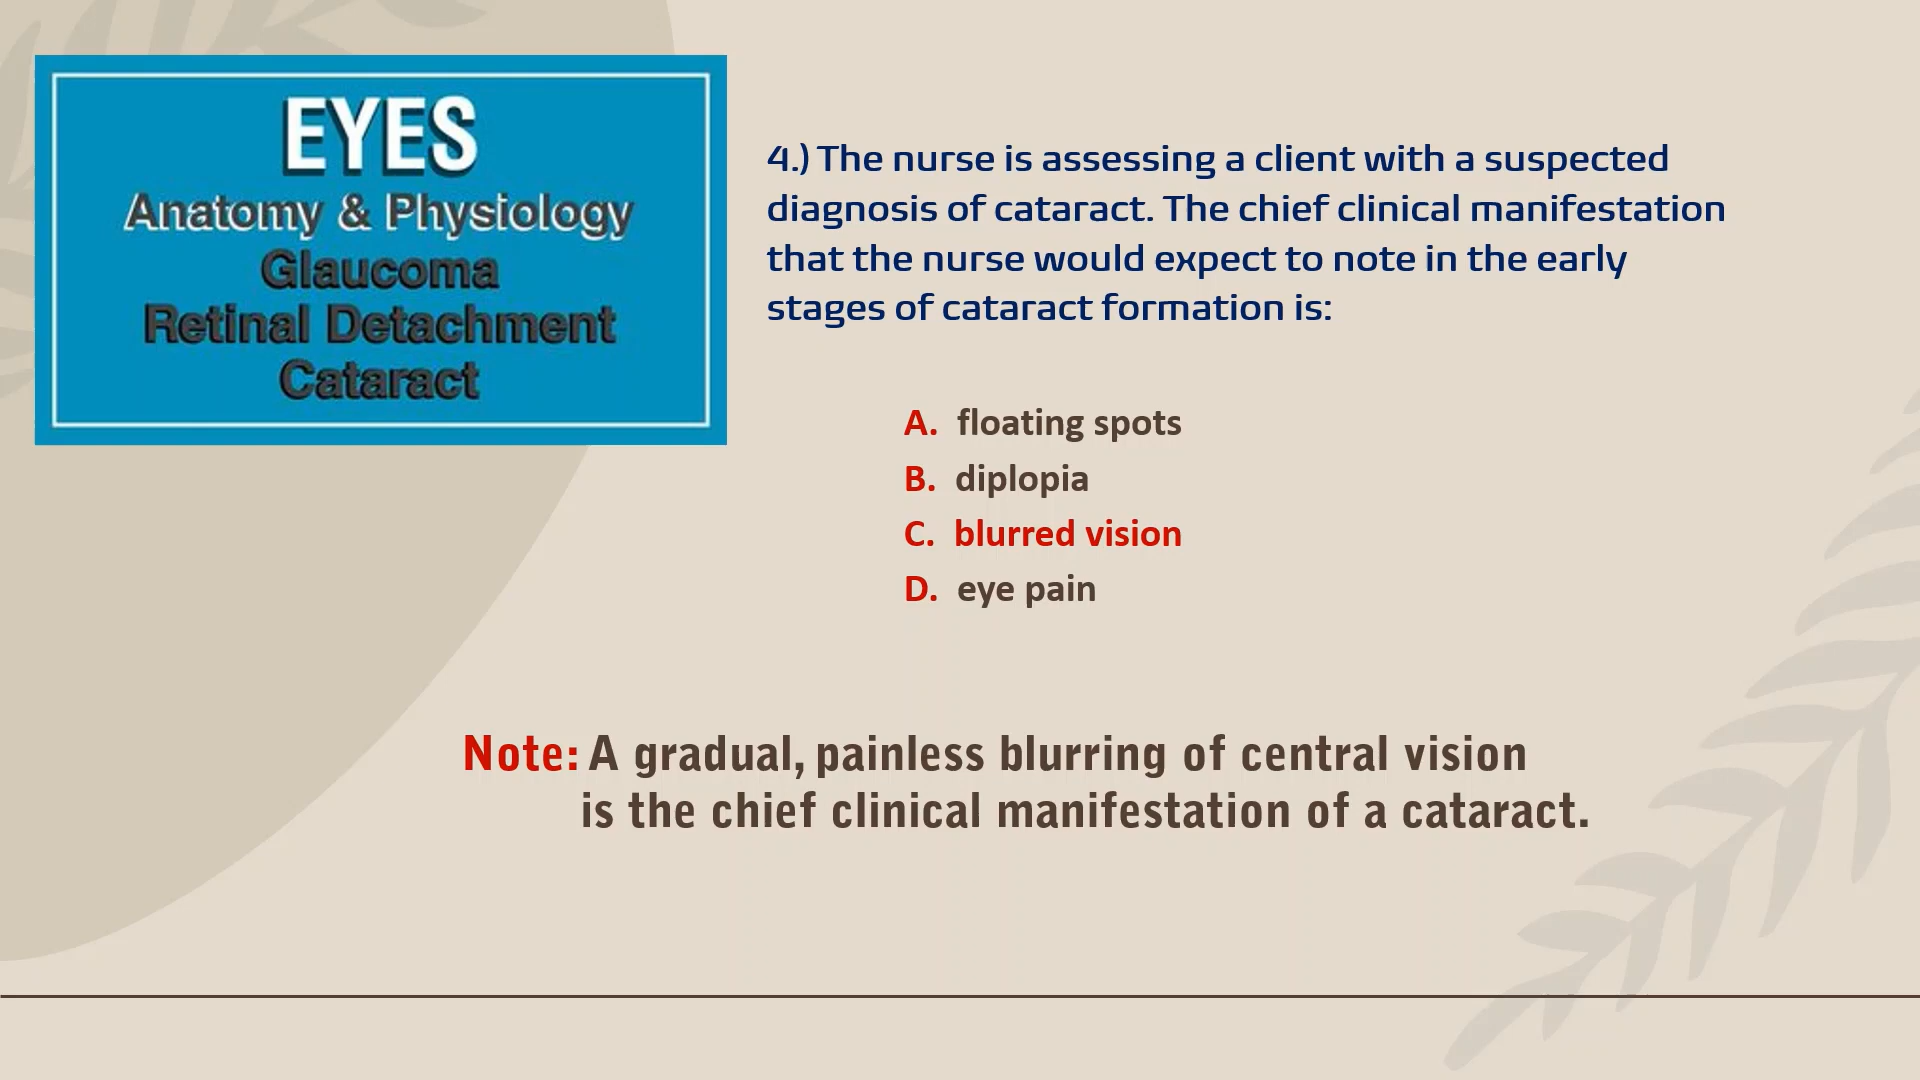 EYES
Anatomy & Physiology
Glaucoma
Retinal Detachment
Cataract
4.) The nurse is assessing a client with a suspected
diagnosis of cataract. The chief clinical manifestation
that the nurse would expect to note in the early
stages of cataract formation is:
A. floating spots
B. diplopia
C. blurred vision
D. eye pain
Note: A gradual, painless blurring of central vision
is the chief clinical manifestation of a cataract.